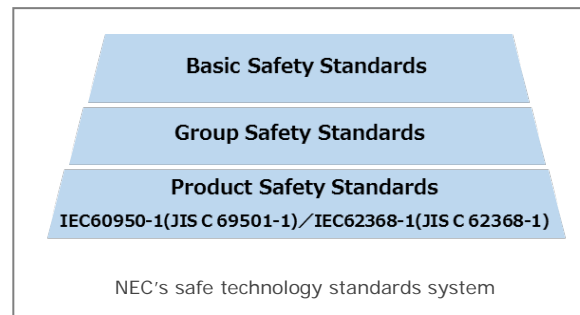 Basic Safety Standards
Group Safety Standards
Product Safety Standards
IEC60950-1(JIS C 69501-1)／IEC62368-1(JIS C 62368-1)
NEC's safe technology standards system